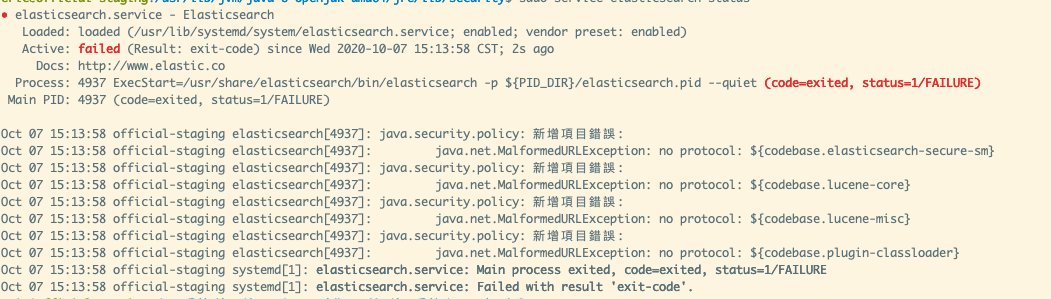 ● elasticsearch.service - Elasticsearch
Loaded: loaded (/usr/lib/systemd/system/elasticsearch.service; enabled; vendor preset: enabled)
Active: failed (Result: exit-code) since Wed 2020-10-07 15:13:58 CST; 2s ago
Docs: http://www.elastic.co
Process: 4937 ExecStart=/usr/share/elasticsearch/bin/elasticsearch -p ${PID_DIR}/elasticsearch.pid --quiet (code=exited, status=1/FAILURE)
Main PID: 4937 (code=exited, status=1/FAILURE)
Oct 07 15:13:58 official-staging elasticsearch[4937]: java.security.policy: 新增項目錯誤:
Oct 07 15:13:58 official-staging elasticsearch[4937]: java.net.MalformedURLException: no protocol: ${codebase.elasticsearch-secure-sm}
Oct 07 15:13:58 official-staging elasticsearch[4937]: java.security.policy: 新增項目錯誤:
Oct 07 15:13:58 official-staging elasticsearch[4937]: java.net.MalformedURLException: no protocol: ${codebase.lucene-core}
Oct 07 15:13:58 official-staging elasticsearch[4937]: java.security.policy: 新增項目錯誤:
Oct 07 15:13:58 official-staging elasticsearch[4937]: java.net.MalformedURLException: no protocol: ${codebase.lucene-misc}
Oct 07 15:13:58 official-staging elasticsearch[4937]: java.security.policy: 新增項目錯誤:
Oct 07 15:13:58 official-staging elasticsearch[4937]: java.net.MalformedURLException: no protocol: ${codebase.plugin-classloader}
Oct 07 15:13:58 official-staging systemd[1]: elasticsearch.service: Main process exited, code=exited, status=1/FAILURE
Oct 07 15:13:58 official-staging systemd[1]: elasticsearch.service: Failed with result 'exit-code'.